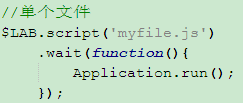 //单个文件
$LAB.script('myfile.js')
    .wait(function(){
        Application.run();
    });